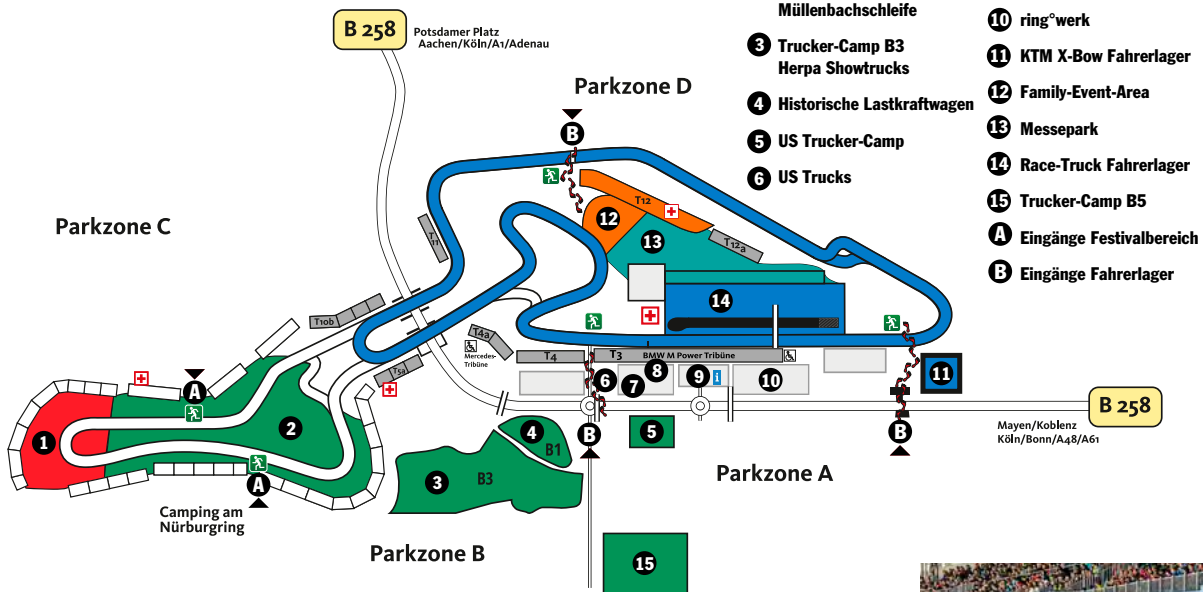 Müllenbachschleife
3 Trucker-Camp B3
Herpa Showtrucks
4 Historische Lastkraftwagen
5 US Trucker-Camp
6 US Trucks
10 ring°werk
11 KTM X-Bow Fahrerlager
12 Family-Event-Area
13 Messepark
14 Race-Truck Fahrerlager
15 Trucker-Camp B5
A Eingänge Festivalbereich
B Eingänge Fahrerlager
B 258
Potsdamer Platz
Aachen/Köln/A1/Adenau
Parkzone D
B
Parkzone C
T11
T12
12
13
T12a
14
T10b
T4a
Mercedes-
Tribüne
T4
T3
BMW M Power Tribüne
T5a
6
7
8
9
i
10
11
B 258
Mayen/Koblenz
Köln/Bonn/A48/A61
A
1
2
4
B1
B
5
B
3
B3
Parkzone A
A
Camping am
Nürburgring
Parkzone B
15